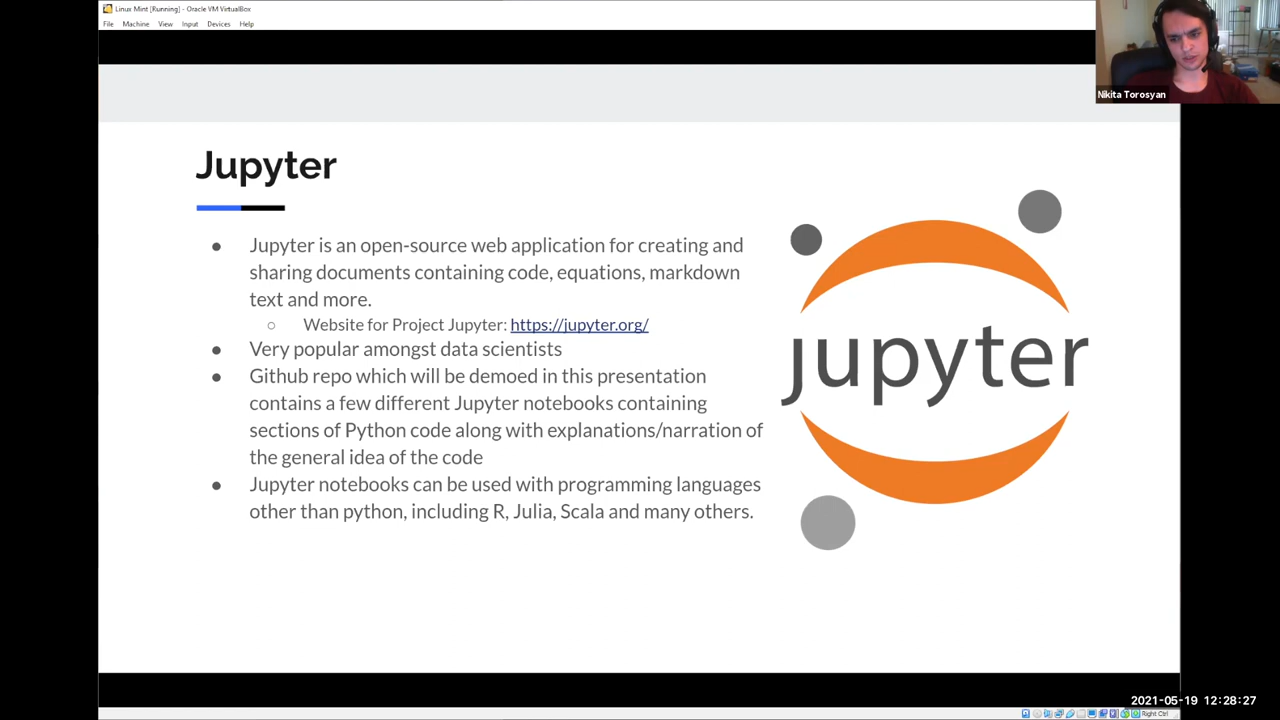 Linux Mint [Running] - Oracle VM VirtualBox
File Machine View Input Devices Help
Nikita Torosyan
Jupyter
● Jupyter is an open-source web application for creating and
sharing documents containing code, equations, markdown
text and more.
○ Website for Project Jupyter: https://jupyter.org/
● Very popular amongst data scientists
● Github repo which will be demoed in this presentation
contains a few different Jupyter notebooks containing
sections of Python code along with explanations/narration of
the general idea of the code
● Jupyter notebooks can be used with programming languages
other than python, including R, Julia, Scala and many others.
jupyter
2021-05-19 12:28:27
Right Ctrl